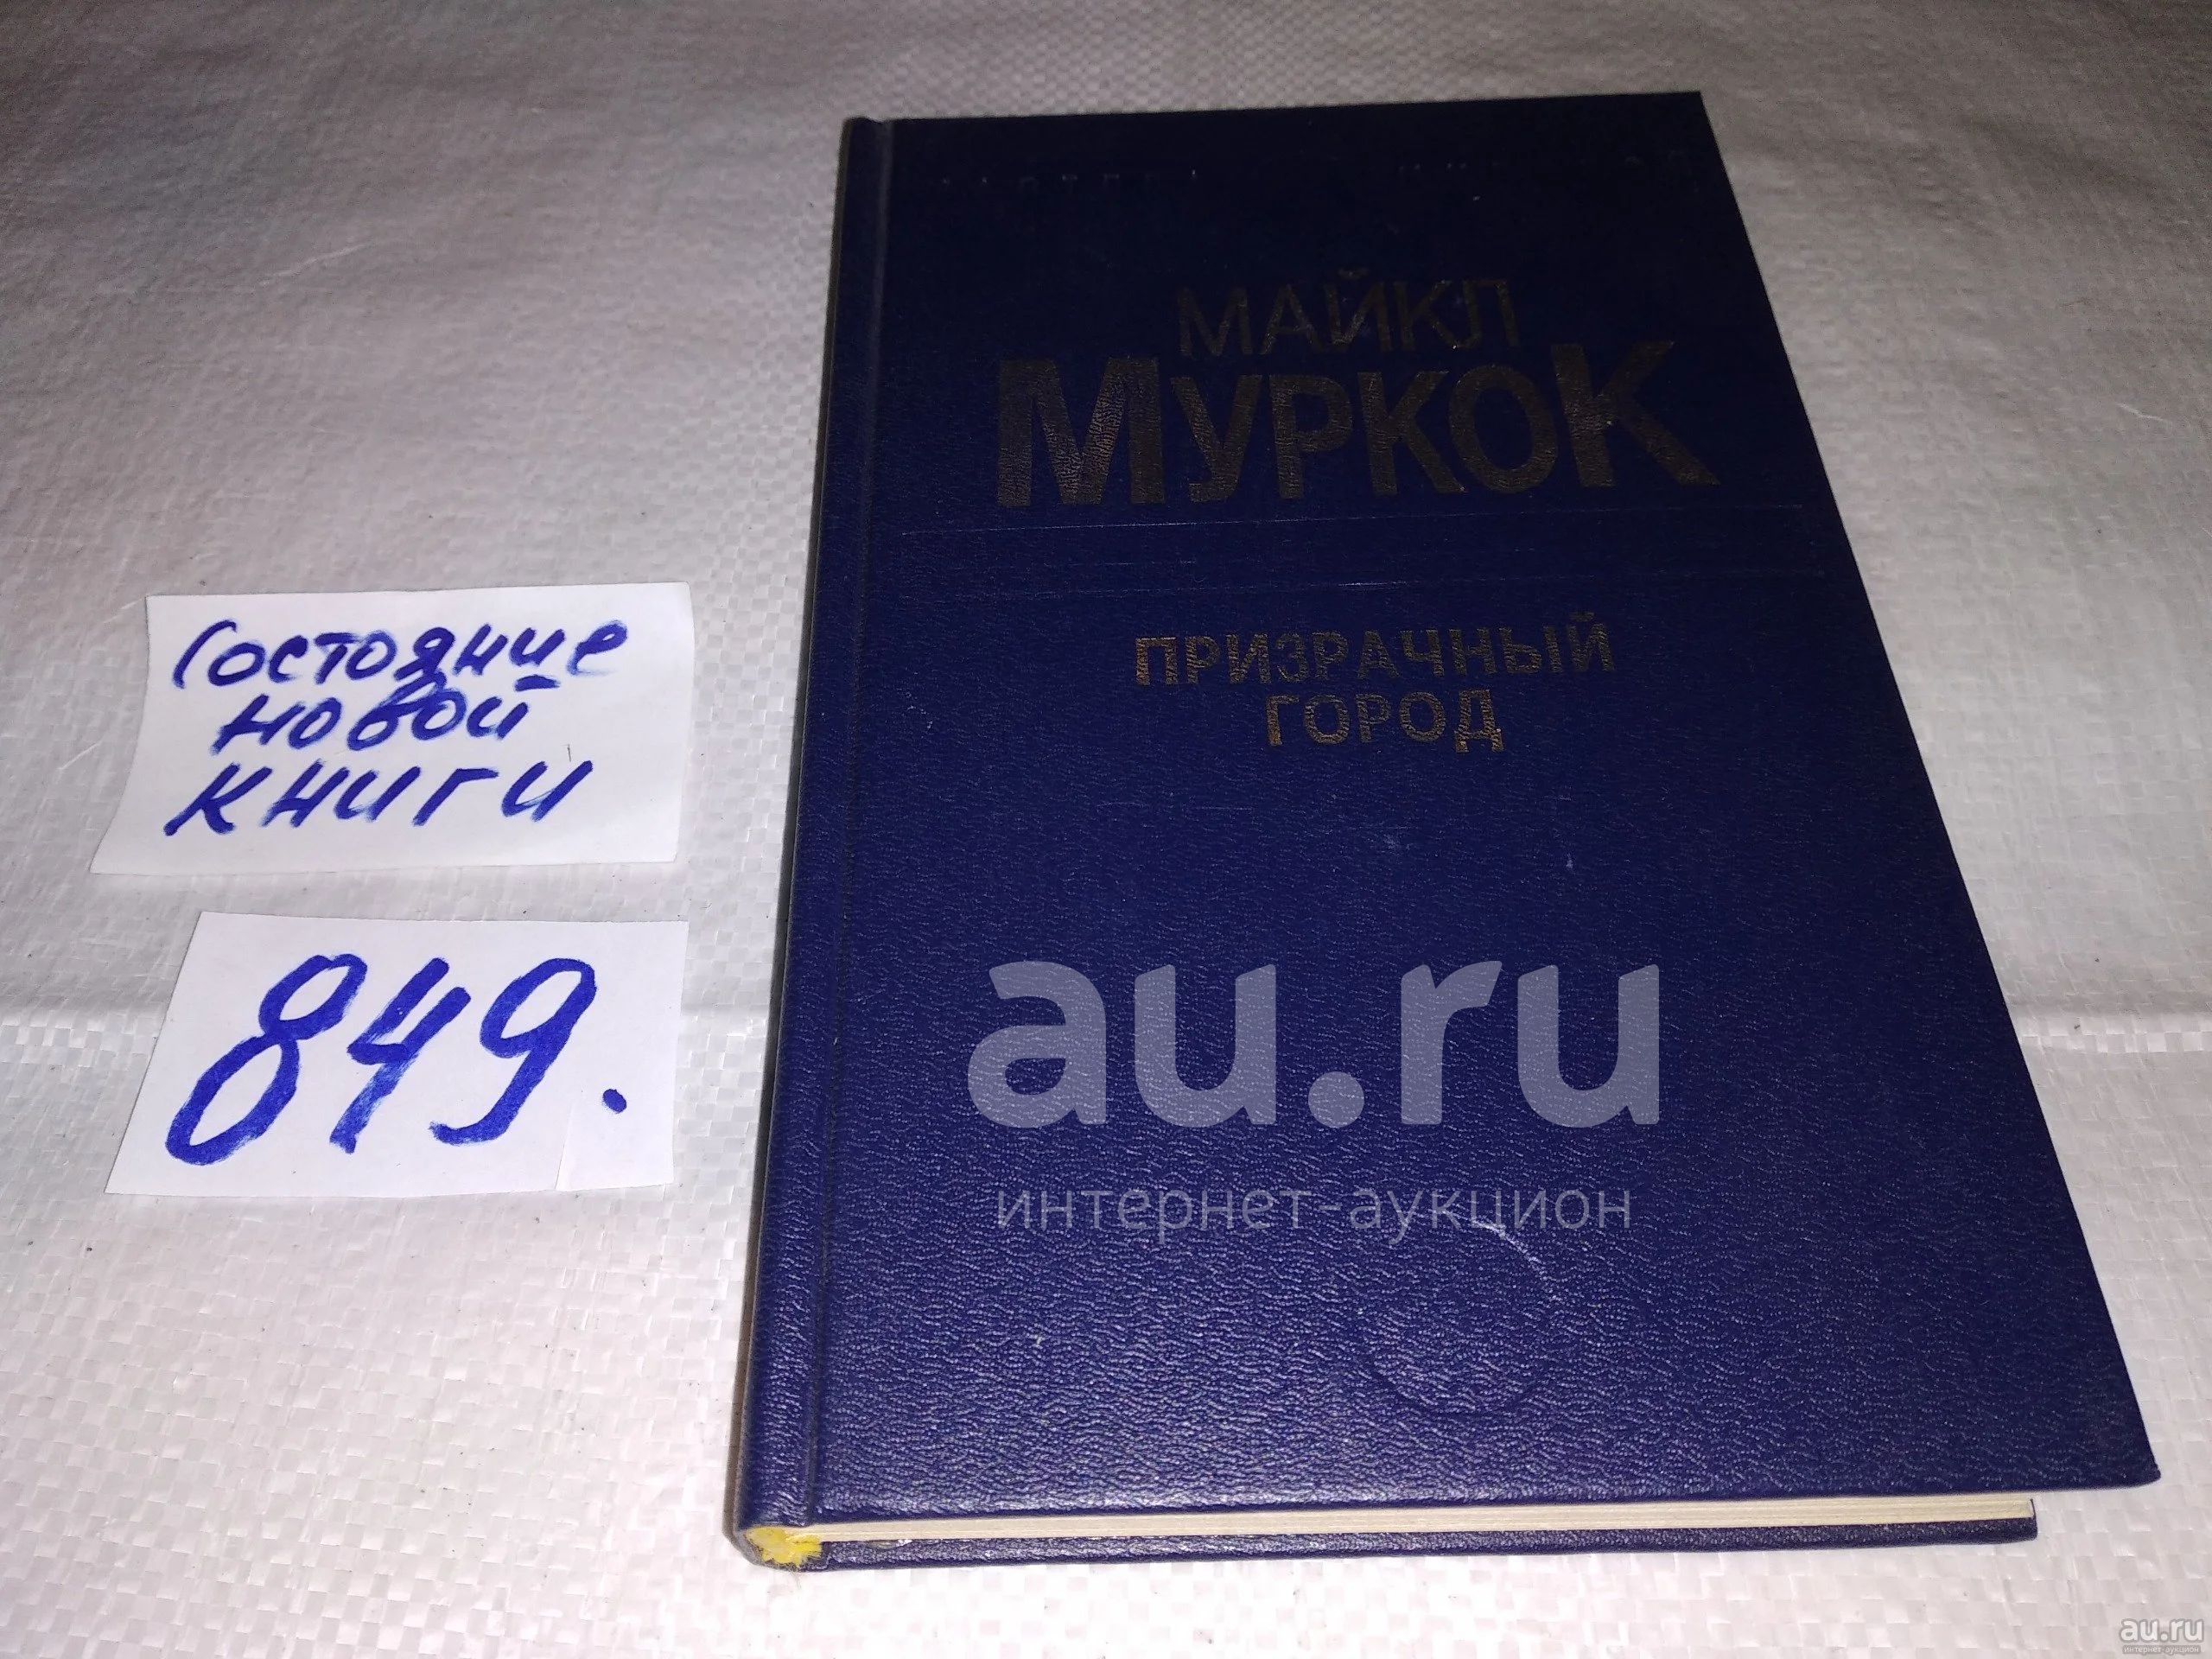 МАЙКЛ
МУРКОК
ПРИЗРАЧНЫЙ
ГОРОД
Состояние
новой
книги
849.
au.ru
интернет-аукцион
au.ru
интернет-аукцион